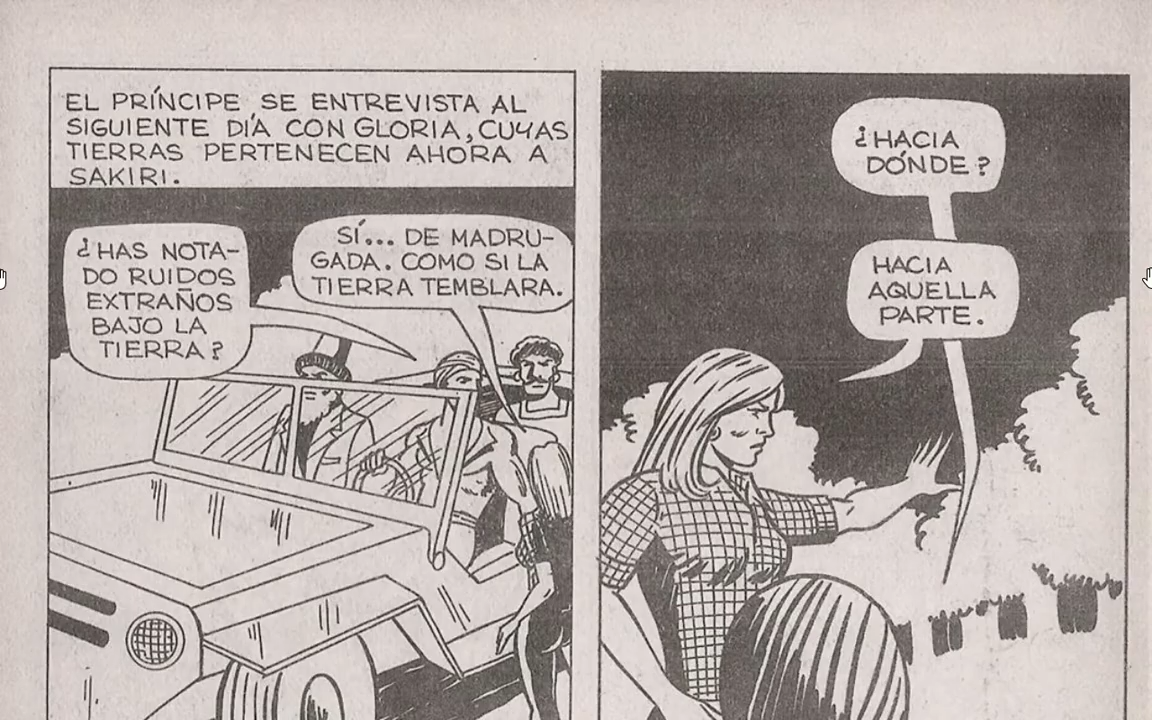 EL PRÍNCIPE SE ENTREVISTA AL
SIGUIENTE DÍA CON GLORIA, CUYAS
TIERRAS PERTENECEN AHORA A
SAKIRI.
¿HAS NOTA-
DO RUIDOS
EXTRAÑOS
BAJO LA
TIERRA?
SÍ... DE MADRU-
GADA. COMO SI LA
TIERRA TEMBLARA.
¿HACIA
DÓNDE?
HACIA
AQUELLA
PARTE.